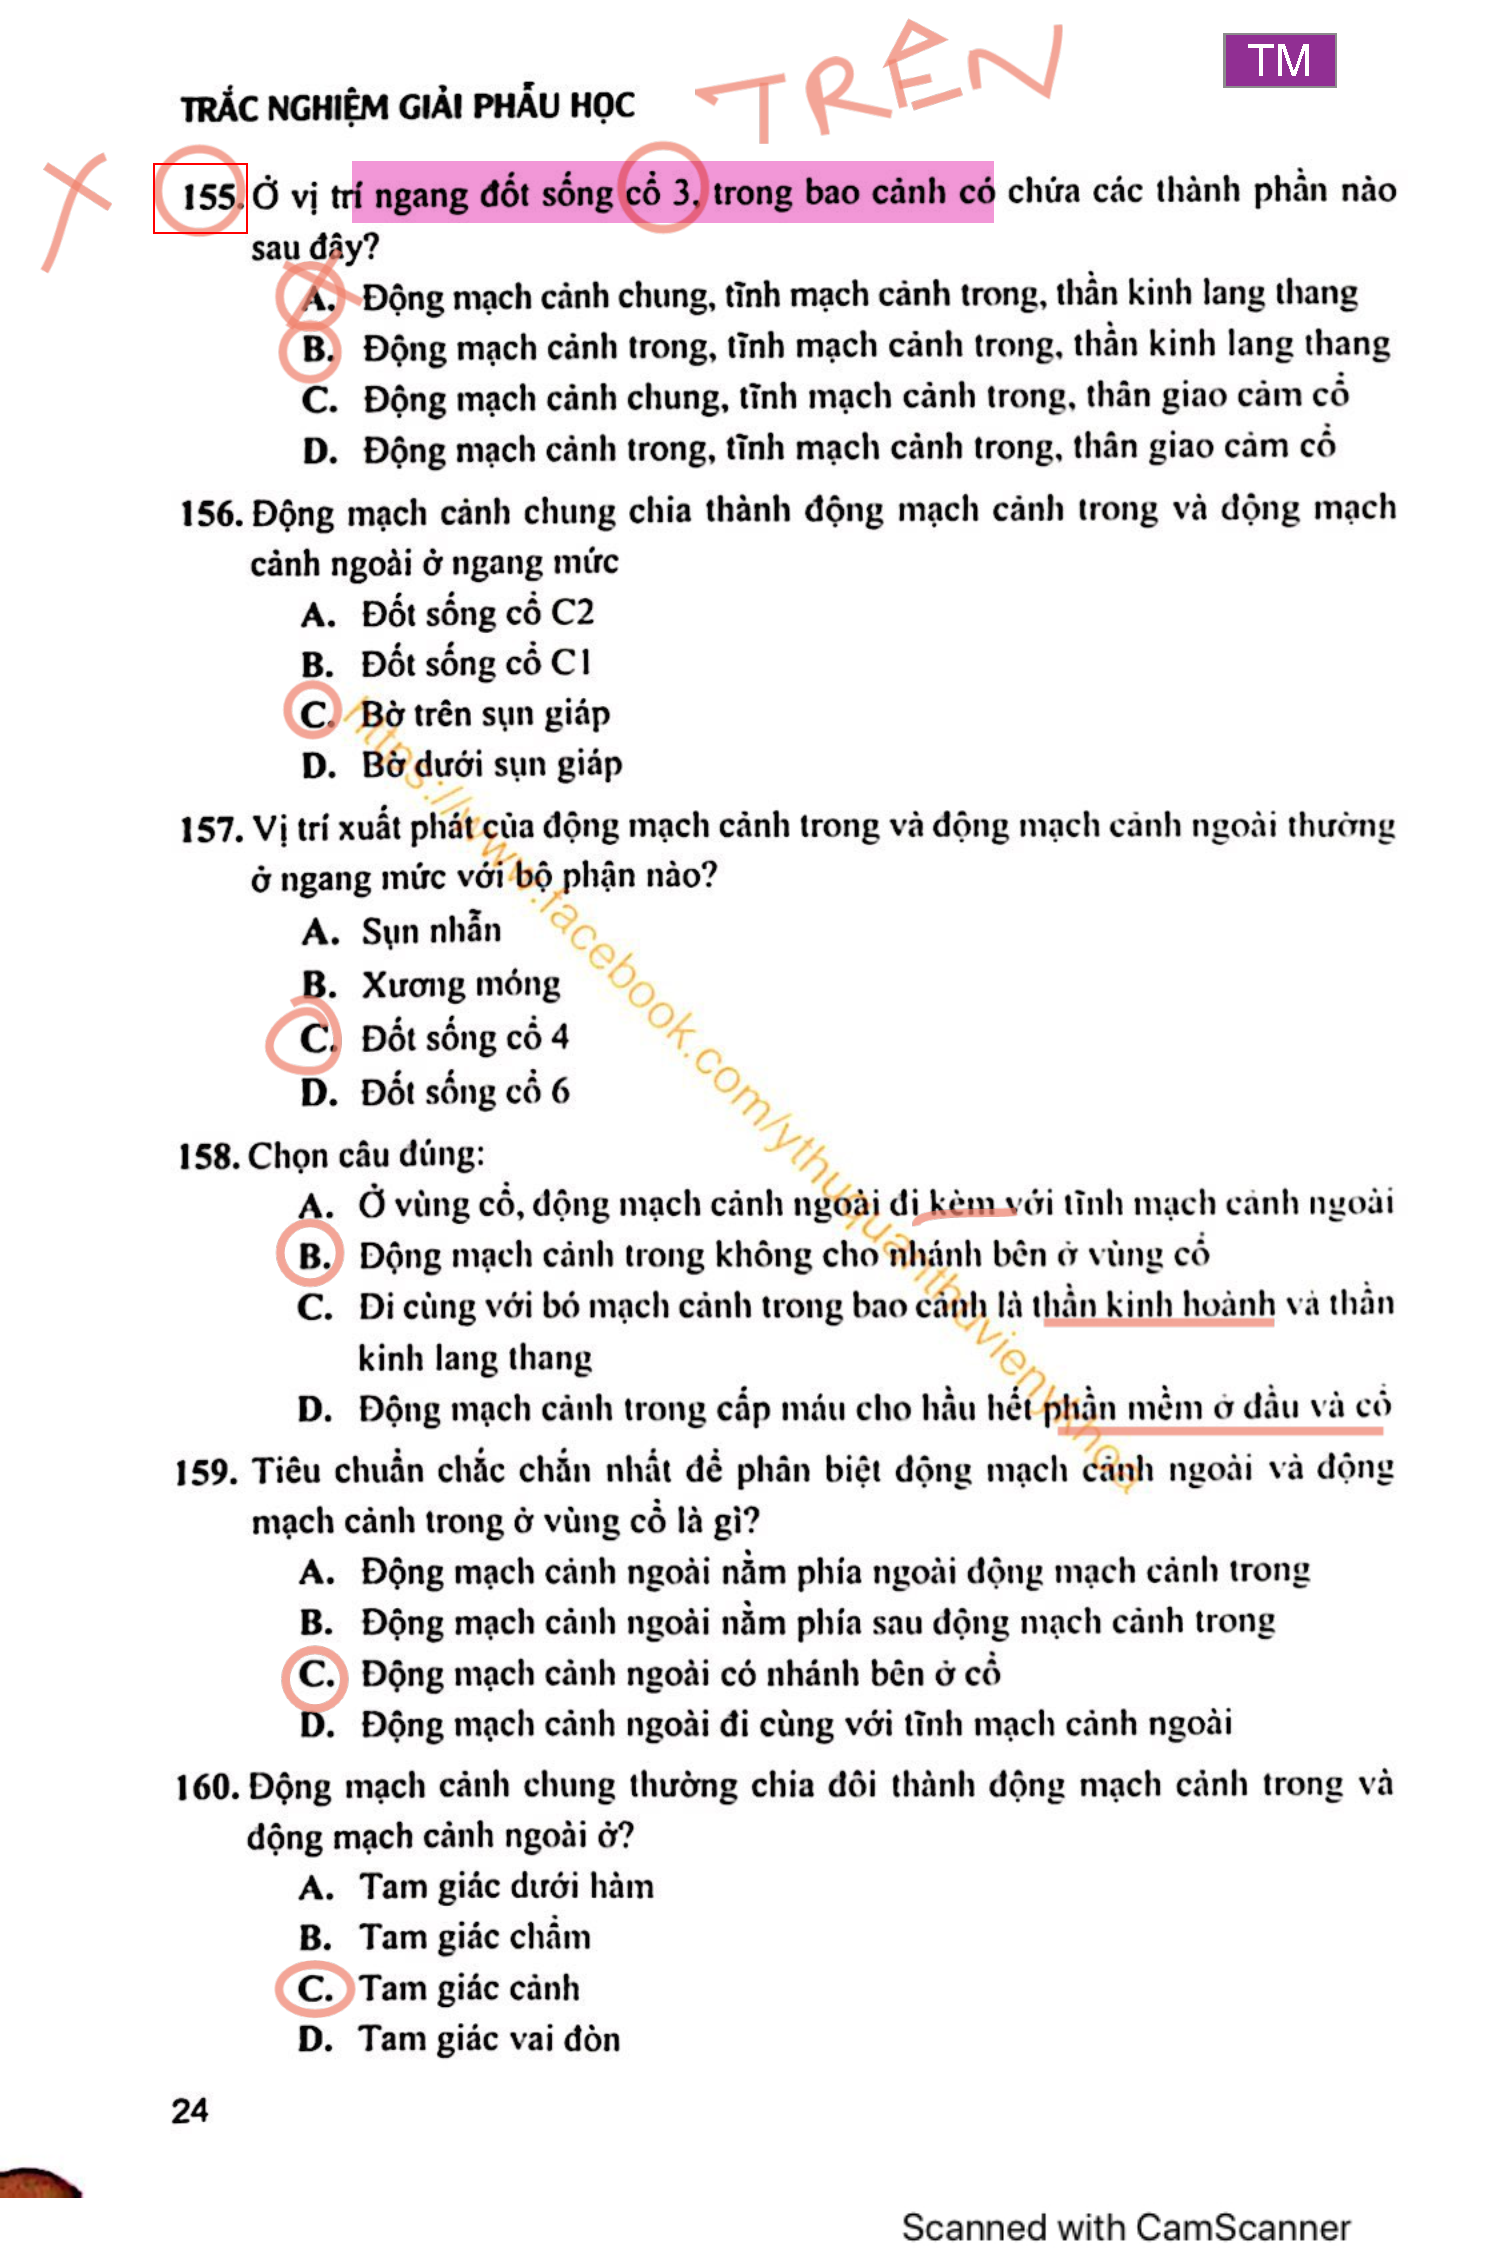 TRÊN
TM
TRẮC NGHIỆM GIẢI PHẪU HỌC
155. Ở vị trí ngang đốt sống cổ 3, trong bao cảnh có chứa các thành phần nào
sau đây?
A. Động mạch cảnh chung, tĩnh mạch cảnh trong, thần kinh lang thang
B. Động mạch cảnh trong, tĩnh mạch cảnh trong, thần kinh lang thang
C. Động mạch cảnh chung, tĩnh mạch cảnh trong, thân giao cảm cổ
D. Động mạch cảnh trong, tĩnh mạch cảnh trong, thân giao cảm cổ
156. Động mạch cảnh chung chia thành động mạch cảnh trong và động mạch
cảnh ngoài ở ngang mức
A. Đốt sống cổ C2
B. Đốt sống cổ C1
C. Bờ trên sụn giáp
D. Bờ dưới sụn giáp
157. Vị trí xuất phát của động mạch cảnh trong và động mạch cảnh ngoài thường
ở ngang mức với bộ phận nào?
A. Sụn nhẫn
B. Xương móng
C. Đốt sống cổ 4
D. Đốt sống cổ 6
158. Chọn câu đúng:
A. Ở vùng cổ, động mạch cảnh ngoài đi kèm với tĩnh mạch cảnh ngoài
B. Động mạch cảnh trong không cho nhánh bên ở vùng cổ
C. Đi cùng với bó mạch cảnh trong bao cảnh là thần kinh hoành và thần
kinh lang thang
D. Động mạch cảnh trong cấp máu cho hầu hết phần mềm ở đầu và cổ
159. Tiêu chuẩn chắc chắn nhất để phân biệt động mạch cảnh ngoài và động
mạch cảnh trong ở vùng cổ là gì?
A. Động mạch cảnh ngoài nằm phía ngoài động mạch cảnh trong
B. Động mạch cảnh ngoài nằm phía sau động mạch cảnh trong
C. Động mạch cảnh ngoài có nhánh bên ở cổ
D. Động mạch cảnh ngoài đi cùng với tĩnh mạch cảnh ngoài
160. Động mạch cảnh chung thường chia đôi thành động mạch cảnh trong và
động mạch cảnh ngoài ở?
A. Tam giác dưới hàm
B. Tam giác chẩm
C. Tam giác cảnh
D. Tam giác vai đòn
https://www.facebook.com/ythuquanthuvienykhoa
24
Scanned with CamScanner